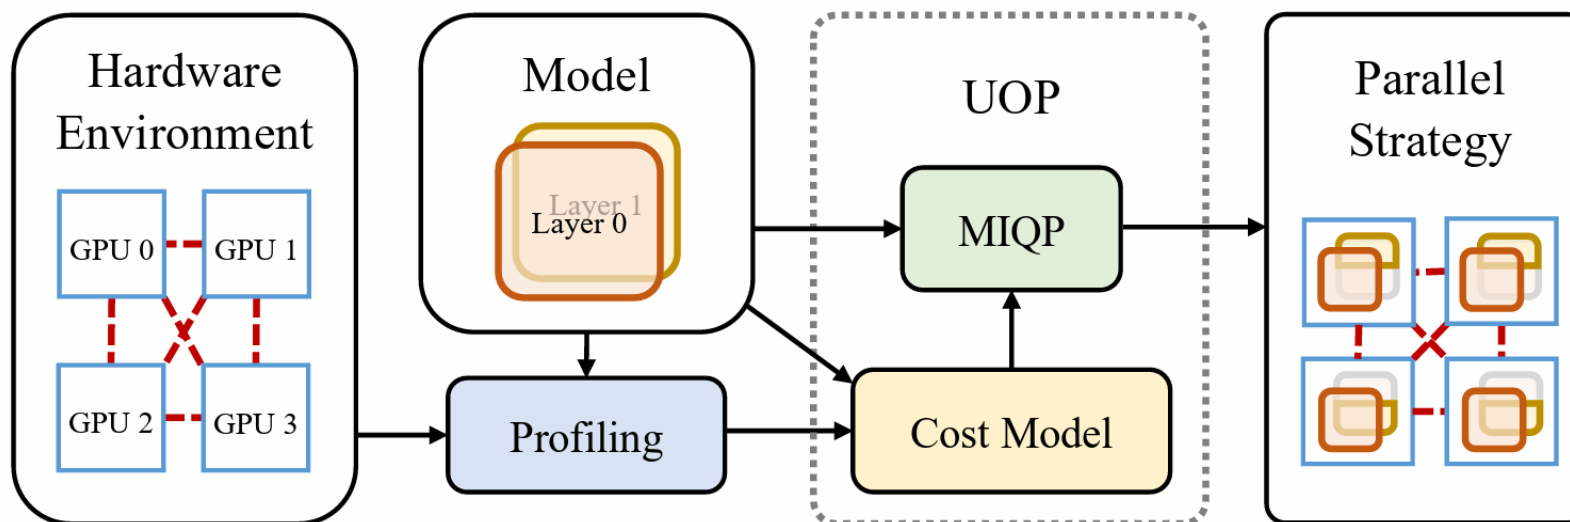 Hardware
Environment
GPU 0
GPU 1
GPU 2
GPU 3
Model
Layer 1
Layer 0
Profiling
UOP
MIQP
Cost Model
Parallel
Strategy